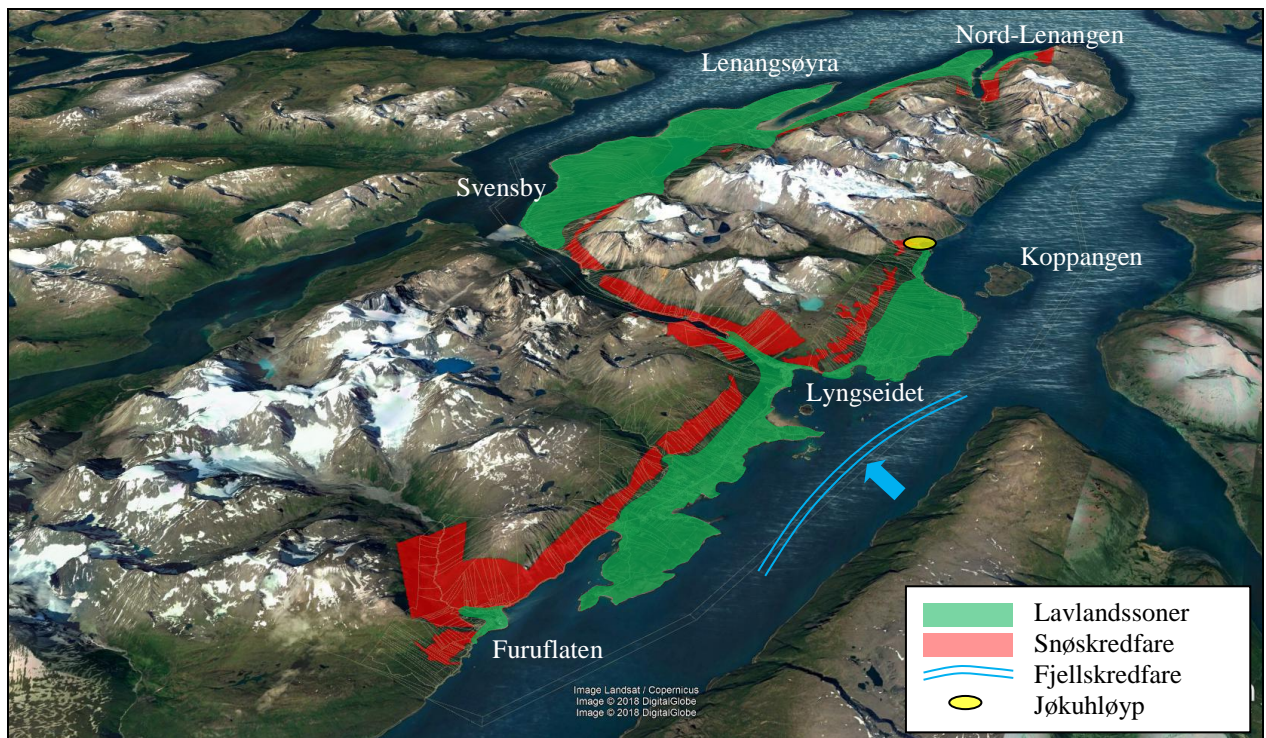 Nord-Lenangen
Lenangsøyra
Svensby
Koppangen
Lyngseidet
Furuflaten
Lavlandssoner
Snøskredfare
Fjellskredfare
Jøkuhløyp
Image Landsat / Copernicus
Image © 2018 DigitalGlobe
Image © 2018 DigitalGlobe